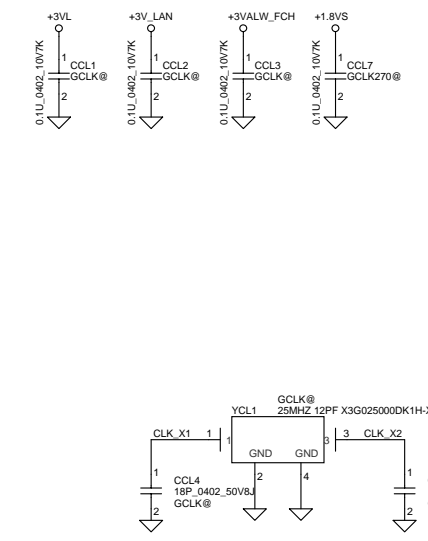 +3VL
+3V_LAN
+3VALW_FCH
+1.8VS
0.1U_0402_10V7K
1
CCL1
GCLK@
2
0.1U_0402_10V7K
1
CCL2
GCLK@
2
0.1U_0402_10V7K
1
CCL3
GCLK@
2
0.1U_0402_10V7K
1
CCL7
GCLK270@
2
GCLK@
YCL1 25MHZ 12PF X3G025000DK1H-X
CLK_X1 1 1
GND GND
3 3 CLK_X2
2 4
1
CCL4
18P_0402_50V8J
GCLK@
2
1
2